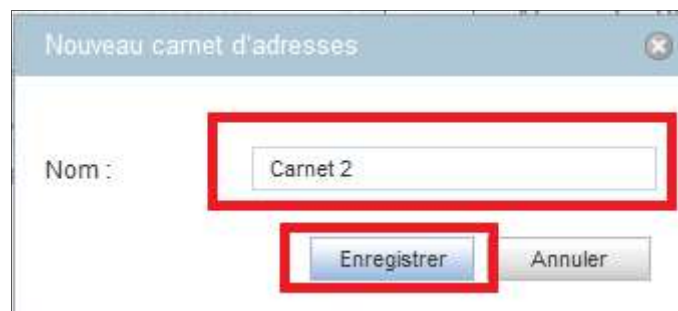 Nouveau carnet d'adresses
Nom :
Carnet 2
Enregistrer
Annuler